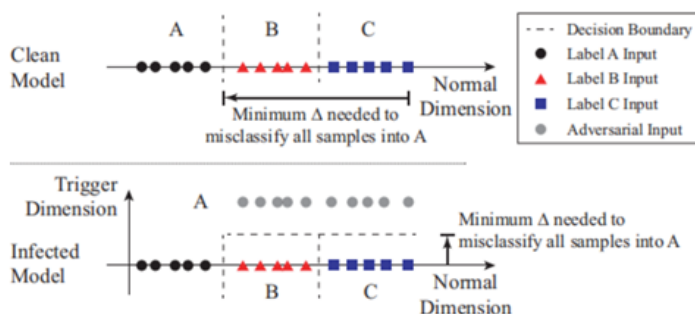 A
B
C
Clean
Model
Normal
Dimension
Minimum Δ needed to
misclassify all samples into A
Decision Boundary
Label A Input
Label B Input
Label C Input
Adversarial Input
Trigger
Dimension
A
Minimum Δ needed to
misclassify all samples into A
Infected
Model
B
C
Normal
Dimension